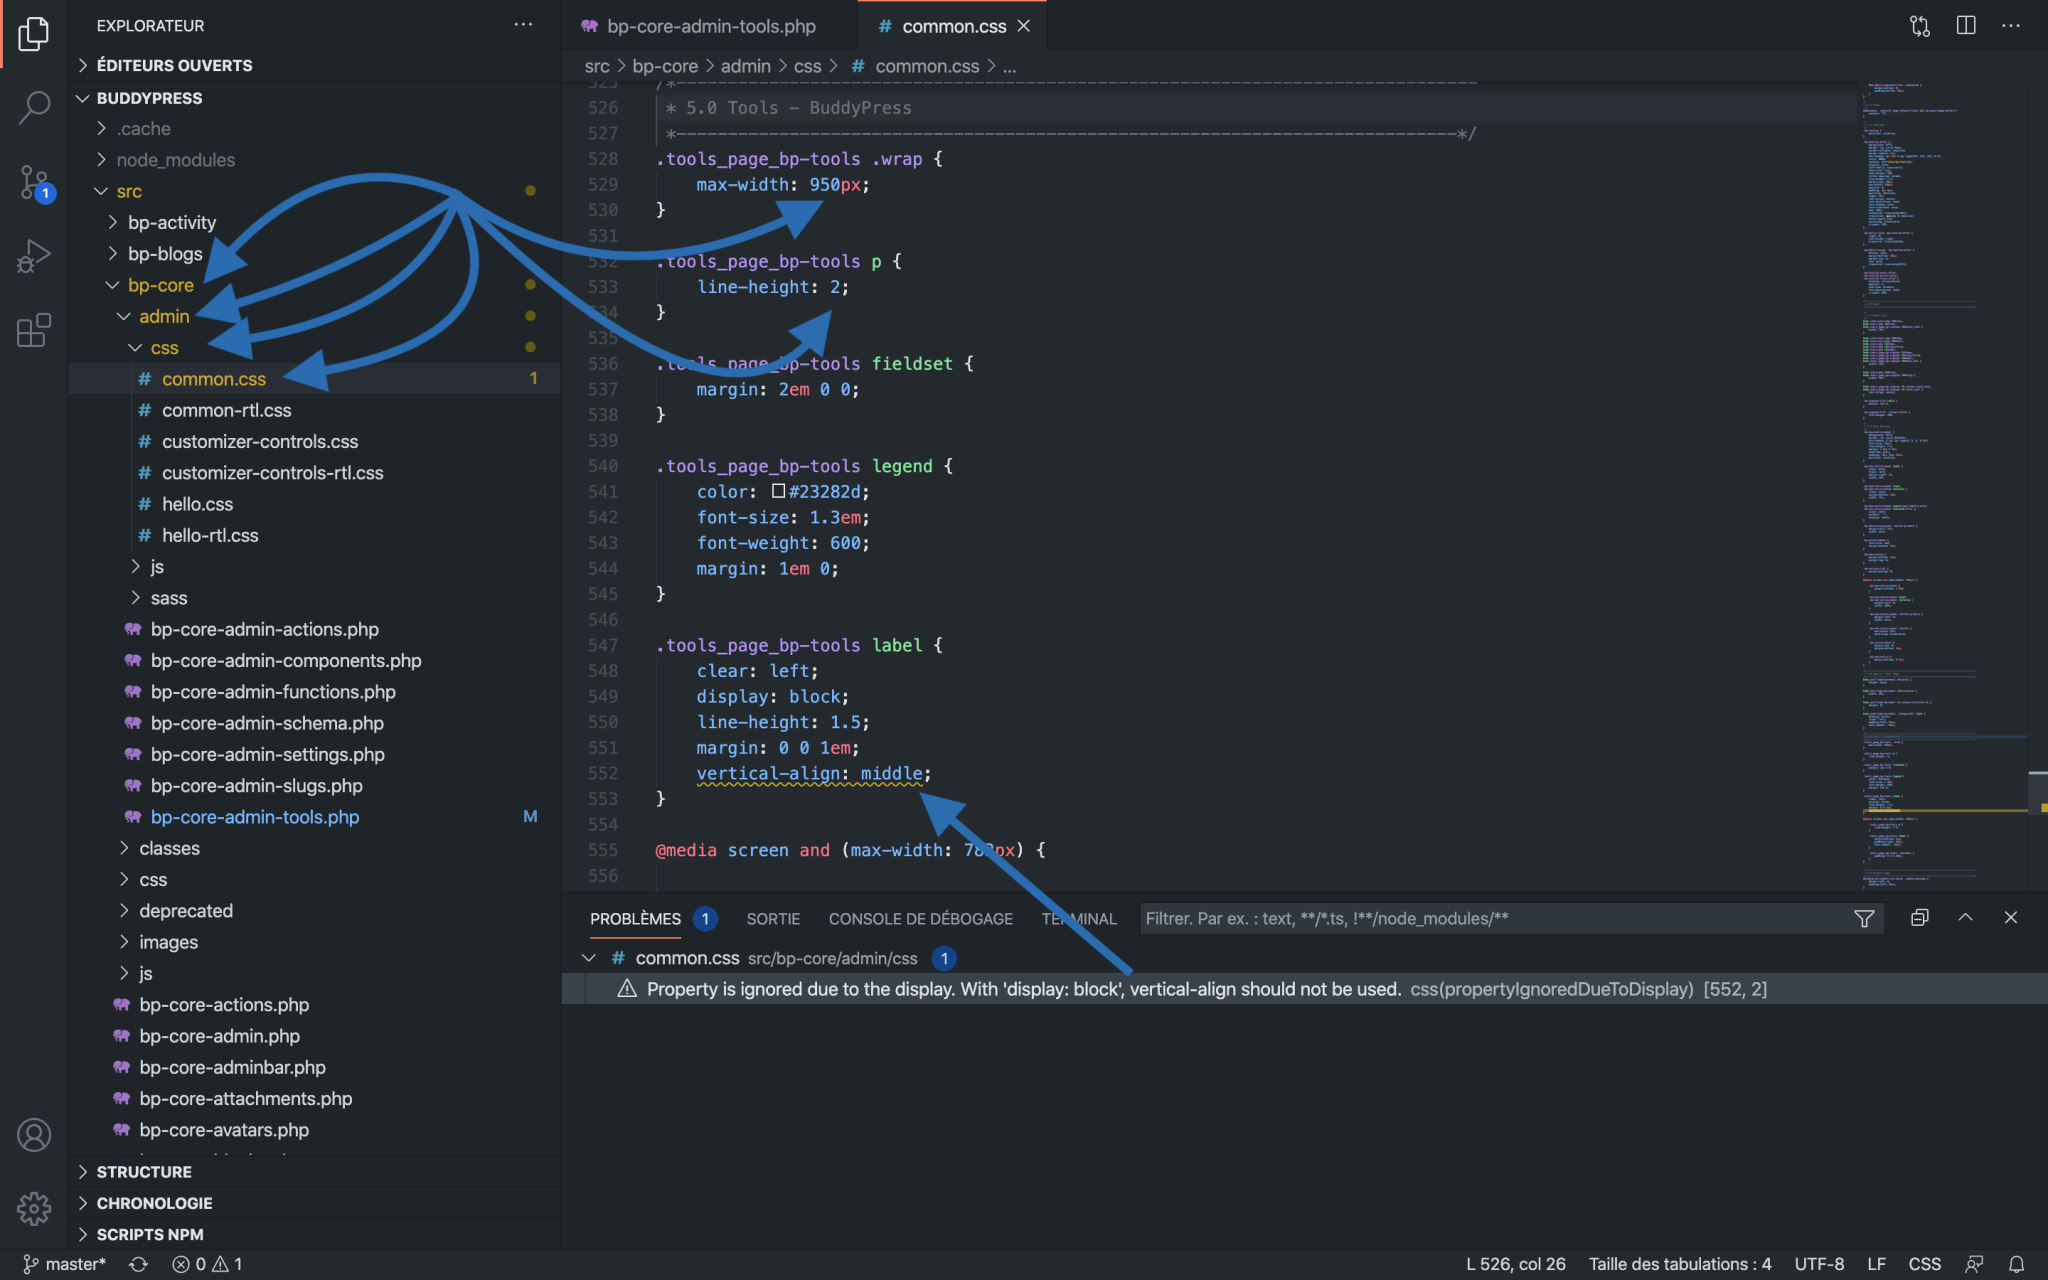 EXPLORATEUR
ÉDITEURS OUVERTS
BUDDYPRESS
.cache
node_modules
src
bp-activity
bp-blogs
bp-core
admin
css
common.css 1
common-rtl.css
customizer-controls.css
customizer-controls-rtl.css
hello.css
hello-rtl.css
js
sass
bp-core-admin-actions.php
bp-core-admin-components.php
bp-core-admin-functions.php
bp-core-admin-schema.php
bp-core-admin-settings.php
bp-core-admin-slugs.php
bp-core-admin-tools.php M
classes
css
deprecated
images
js
bp-core-actions.php
bp-core-admin.php
bp-core-adminbar.php
bp-core-attachments.php
bp-core-avatars.php
STRUCTURE
CHRONOLOGIE
SCRIPTS NPM
1
bp-core-admin-tools.php # common.css
src > bp-core > admin > css > # common.css > ...
526 * 5.0 Tools - BuddyPress
527 *----------------------------------------------------------------------------*/
528 .tools_page_bp-tools .wrap {
529 max-width: 950px;
530 }
531
532 .tools_page_bp-tools p {
533 line-height: 2;
534 }
535
536 .tools_page_bp-tools fieldset {
537 margin: 2em 0 0;
538 }
539
540 .tools_page_bp-tools legend {
541 color: #23282d;
542 font-size: 1.3em;
543 font-weight: 600;
544 margin: 1em 0;
545 }
546
547 .tools_page_bp-tools label {
548 clear: left;
549 display: block;
550 line-height: 1.5;
551 margin: 0 0 1em;
552 vertical-align: middle;
553 }
554
555 @media screen and (max-width: 782px) {
556
PROBLÈMES 1 SORTIE CONSOLE DE DÉBOGAGE TERMINAL Filtrer. Par ex. : text, **/*.ts, !**/node_modules/**
# common.css src/bp-core/admin/css 1
Property is ignored due to the display. With 'display: block', vertical-align should not be used. css(propertyIgnoredDueToDisplay) [552, 2]
master* 0 1 L 526, col 26 Taille des tabulations : 4 UTF-8 LF CSS